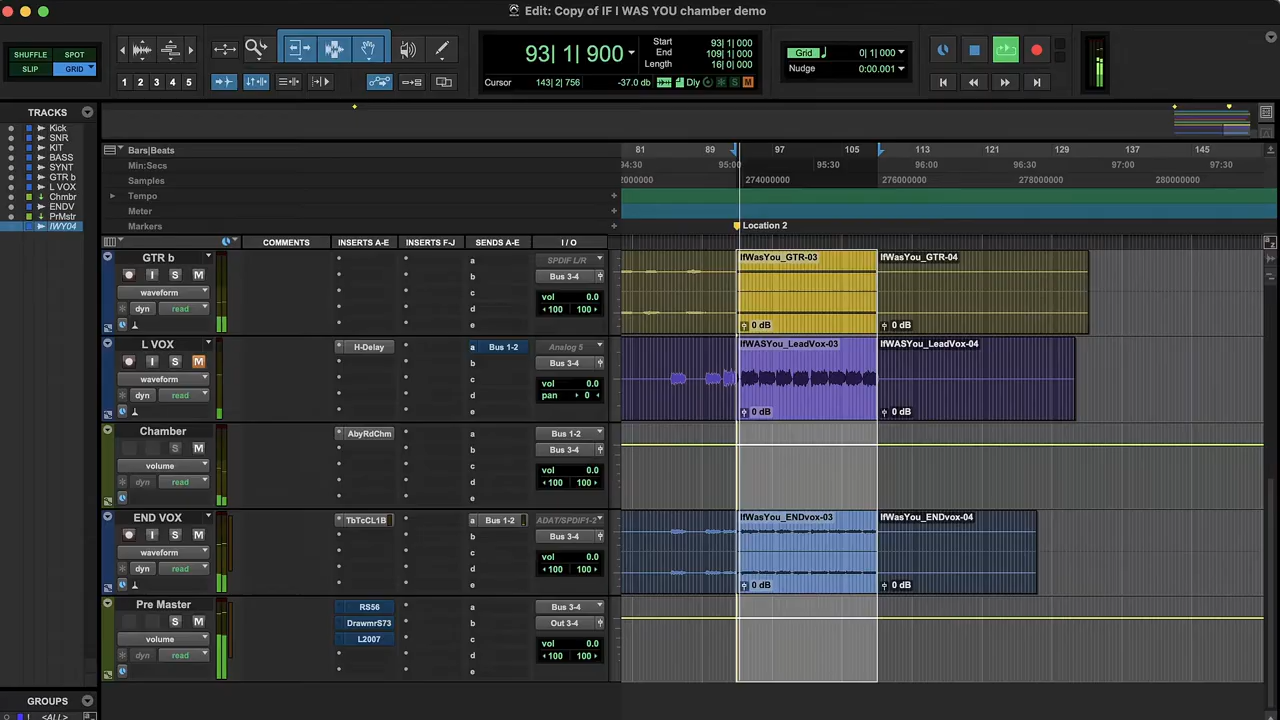 Edit: Copy of IF I WAS YOU chamber demo
SHUFFLE SPOT
SLIP GRID
1 2 3 4 5
93| 1| 900
Start 93| 1| 900
End 109| 1| 900
Length 16| 0| 000
Cursor 143| 2| 756 -37.0 db Dly S M
Grid 0| 1| 000
Nudge 0:00.001
TRACKS
Kick
SNR
KIT
BASS
SYNT
GTR b
L VOX
Chmbr
ENDV
PrMstr
IWY04
Bars|Beats 81 89 97 105 113 121 129 137 145
Min:Secs 94:30 95:00 95:30 96:00 96:30 97:00 97:30
Samples 2000000 274000000 276000000 278000000 280000000
Tempo
Meter
Markers Location 2
COMMENTS INSERTS A-E INSERTS F-J SENDS A-E I / O
GTR b
I S M
waveform
dyn read
a b c d e
SPDIF L/R
Bus 3-4
vol 0.0
100 100
IfWasYou_GTR-03 IfWasYou_GTR-04
0 dB 0 dB
L VOX
I S M
waveform
dyn read
H-Delay
a Bus 1-2
b c d e
Analog 5
Bus 3-4
vol 0.0
pan 0
IfWASYou_LeadVox-03 IfWASYou_LeadVox-04
0 dB 0 dB
Chamber
S M
volume
dyn read
AbyRdChm
a b c d e
Bus 1-2
Bus 3-4
vol 0.0
100 100
END VOX
I S M
waveform
dyn read
TbTcCL1B
a Bus 1-2
b c d e
ADAT/SPDIF1-2
Bus 3-4
vol 0.0
100 100
IfWasYou_ENDvox-03 IfWasYou_ENDvox-04
0 dB 0 dB
Pre Master
S M
volume
dyn read
RS56
DrawmrS73
L2007
a b c d e
Bus 3-4
Out 3-4
vol 0.0
100 100
GROUPS
! <ALL>